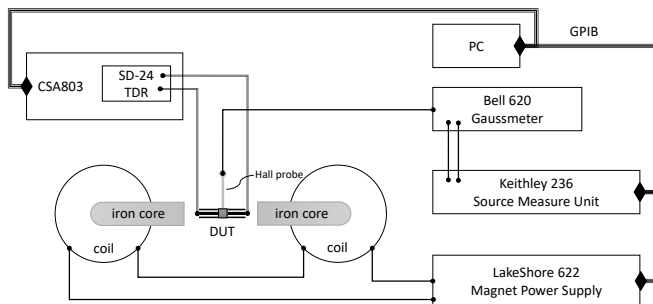 GPIB
PC
CSA803
SD-24
TDR
Bell 620
Gaussmeter
Hall probe
Keithley 236
Source Measure Unit
iron core
iron core
DUT
coil
coil
LakeShore 622
Magnet Power Supply